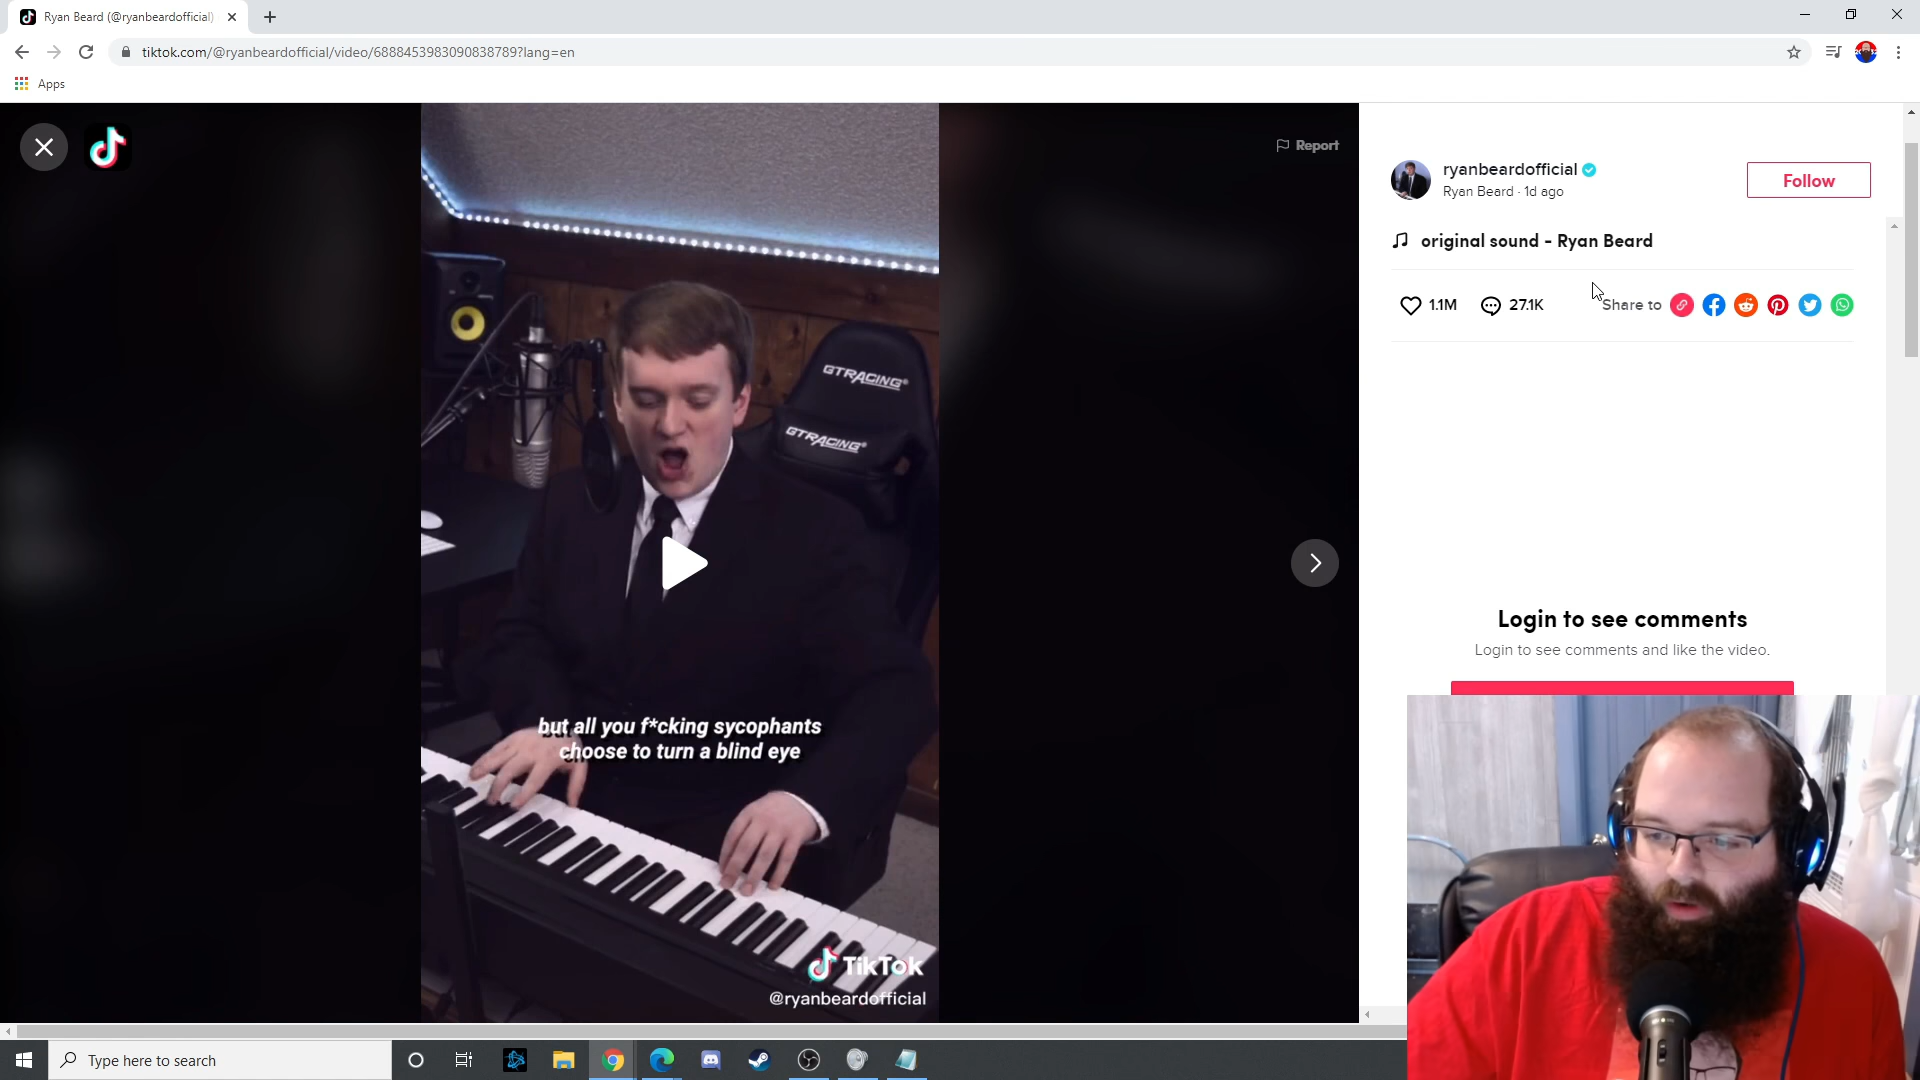 Ryan Beard (@ryanbeardofficial)
tiktok.com/@ryanbeardofficial/video/6888453983090838789?lang=en
Apps
Report
GTRACING
GTRACING
but all you f*cking sycophants
choose to turn a blind eye
TikTok
@ryanbeardofficial
ryanbeardofficial
Ryan Beard · 1d ago
Follow
original sound - Ryan Beard
1.1M
27.1K
Share to
Login to see comments
Login to see comments and like the video.
Type here to search